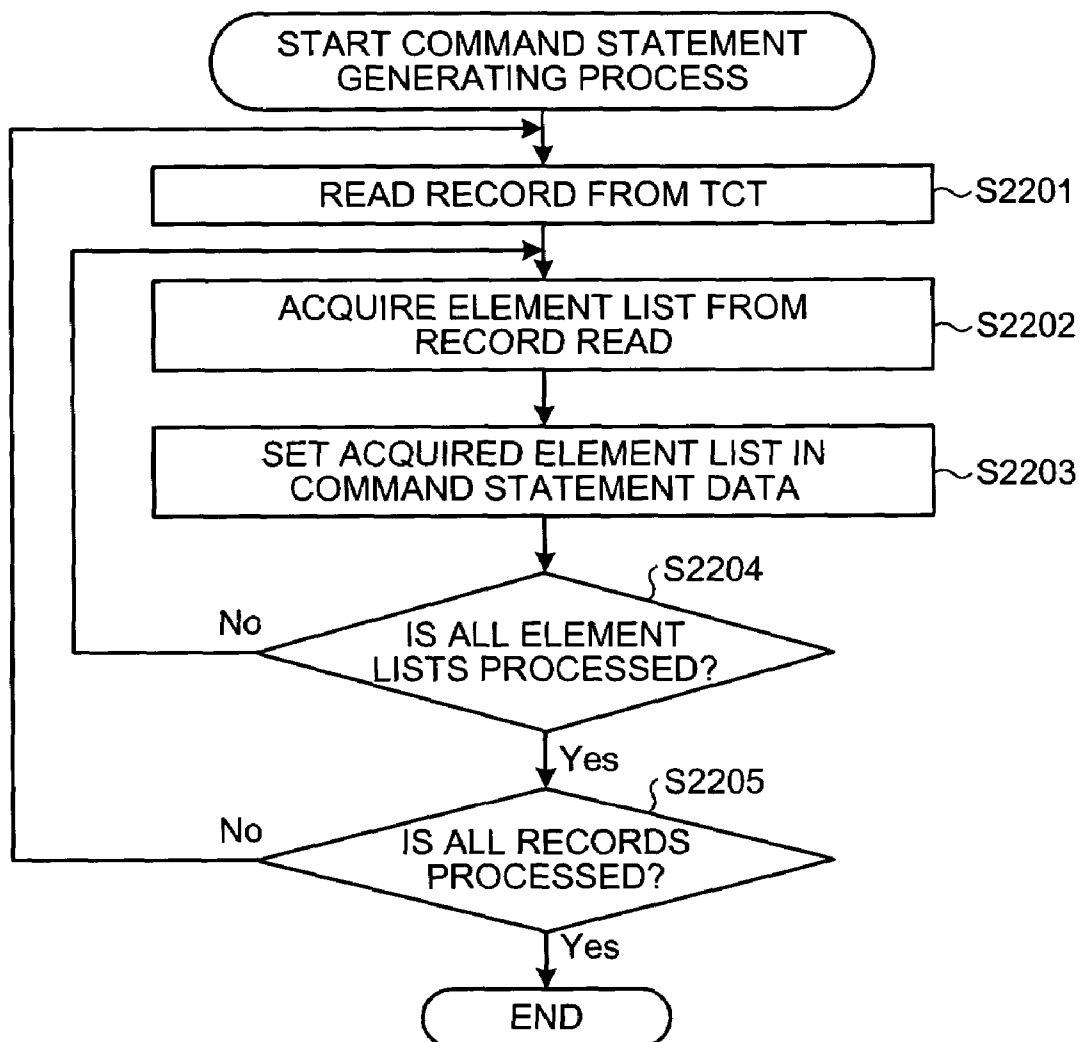 START COMMAND STATEMENT
GENERATING PROCESS
READ RECORD FROM TCT
S2201
ACQUIRE ELEMENT LIST FROM
RECORD READ
S2202
SET ACQUIRED ELEMENT LIST IN
COMMAND STATEMENT DATA
S2203
S2204
No
IS ALL ELEMENT
LISTS PROCESSED?
Yes
S2205
No
IS ALL RECORDS
PROCESSED?
Yes
END